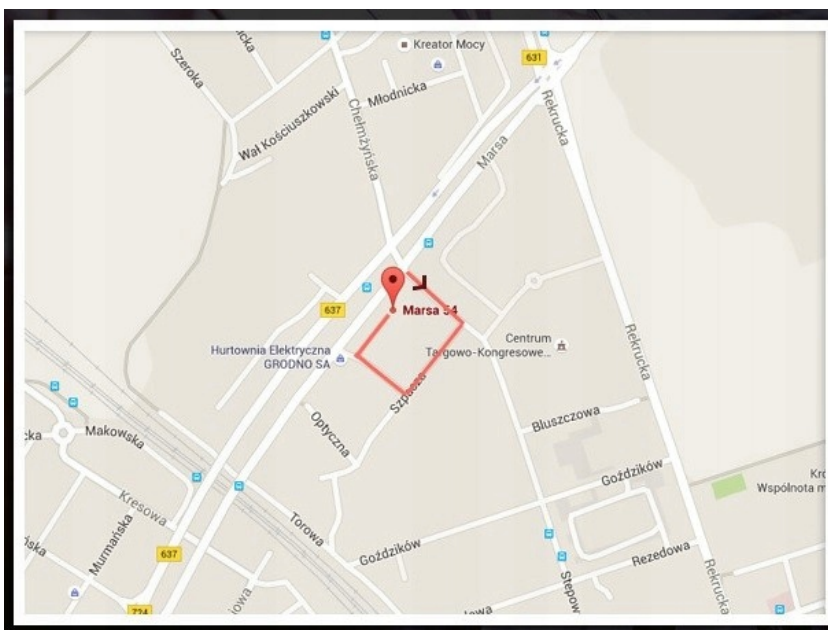 Kreator Mocy
631
Szeroka
Młodnicka
Wał Kościuszkowski
Chełmżyńska
Rekrucka
Marsa
637
Marsa 54
Hurtownia Elektryczna
GRODNO SA
Centrum
Targowo-Kongresowe...
Szpacza
Rekrucka
Optyczna
Bluszczowa
Makowska
Goździków
Kresowa
Wspólnota m
Murmańska
Torowa
637
Goździków
Rezedowa
Stepow
Rekrucka
724